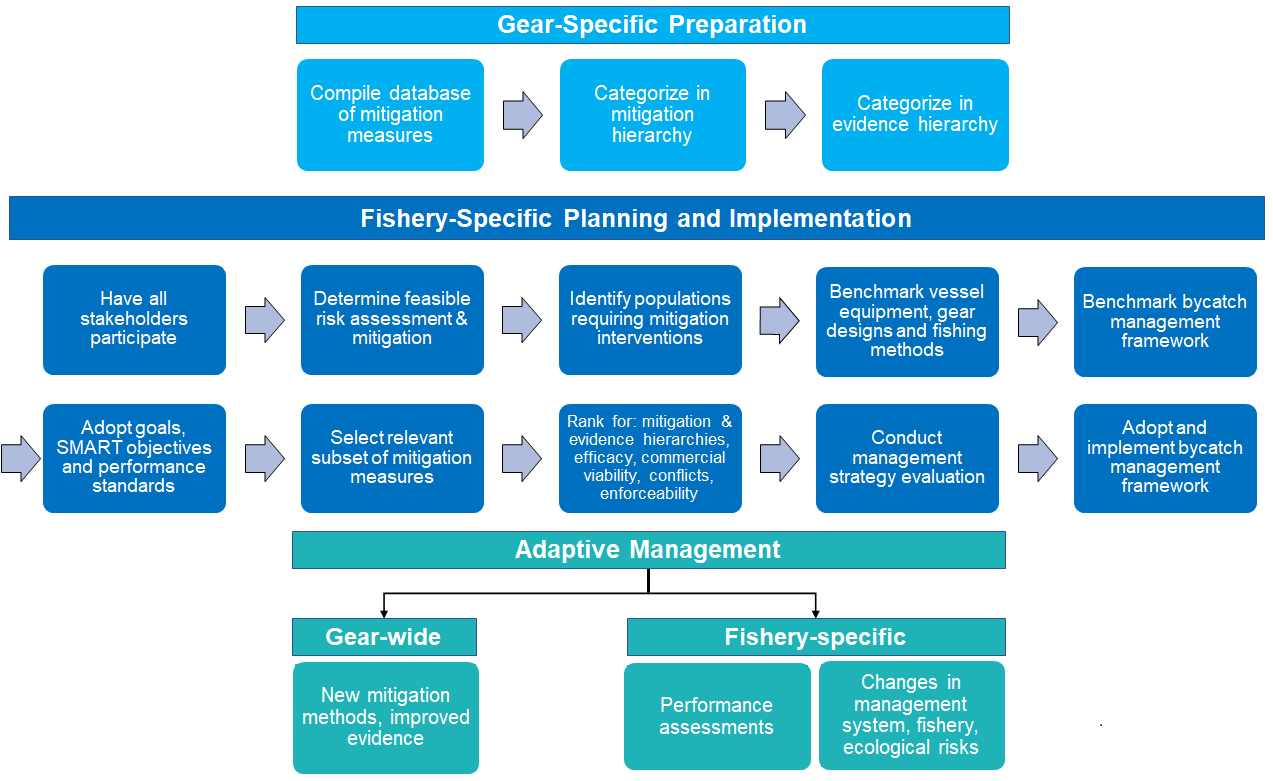 Gear-Specific Preparation
Compile database
of mitigation
measures
Categorize in
mitigation
hierarchy
Categorize in
evidence hierarchy
Fishery-Specific Planning and Implementation
Have all
stakeholders
participate
Determine feasible
risk assessment &
mitigation
Identify populations
requiring mitigation
interventions
Benchmark vessel
equipment, gear
designs and fishing
methods
Benchmark bycatch
management
framework
Adopt goals,
SMART objectives
and performance
standards
Select relevant
subset of mitigation
measures
Rank for: mitigation &
evidence hierarchies,
efficacy, commercial
viability, conflicts,
enforceability
Conduct
management
strategy evaluation
Adopt and
implement bycatch
management
framework
Adaptive Management
Gear-wide
New mitigation
methods, improved
evidence
Fishery-specific
Performance
assessments
Changes in
management
system, fishery,
ecological risks
.